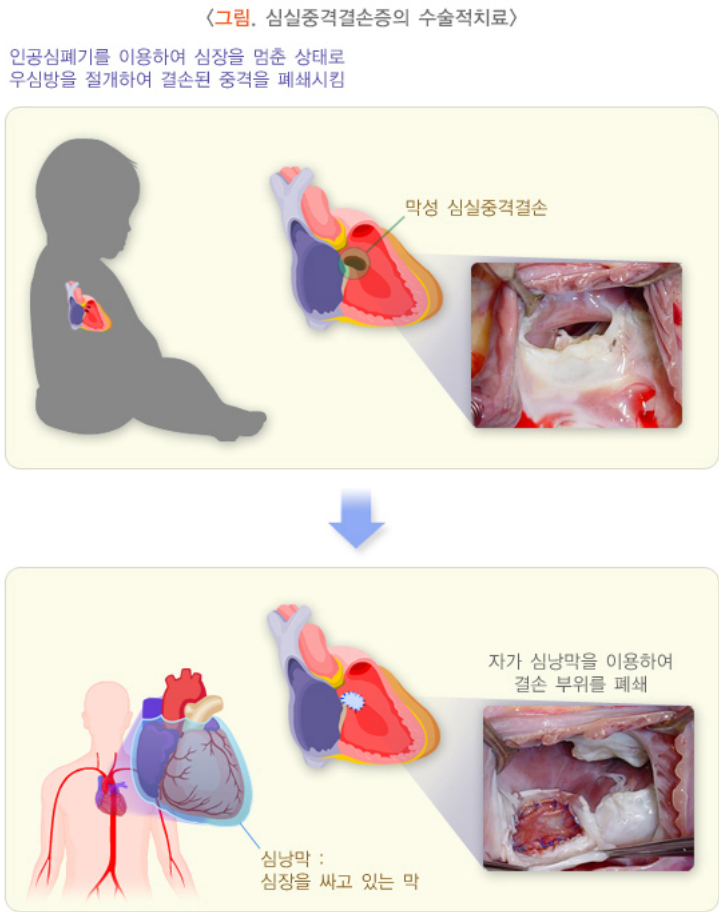 <그림. 심실중격결손증의 수술적치료>
인공심폐기를 이용하여 심장을 멈춘 상태로
우심방을 절개하여 결손된 중격을 폐쇄시킴
막성 심실중격결손
자가 심낭막을 이용하여
결손 부위를 폐쇄
심낭막 :
심장을 싸고 있는 막